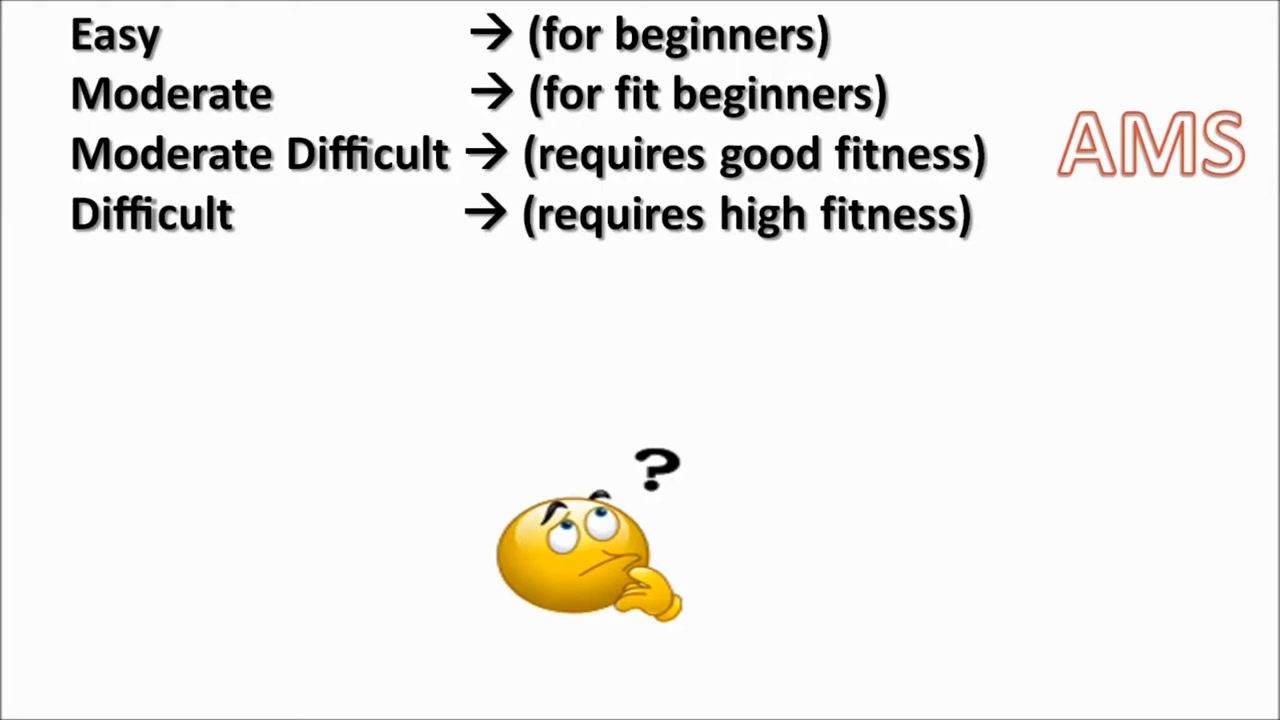 Easy → (for beginners)
Moderate → (for fit beginners)
Moderate Difficult → (requires good fitness)
Difficult → (requires high fitness)
AMS
?